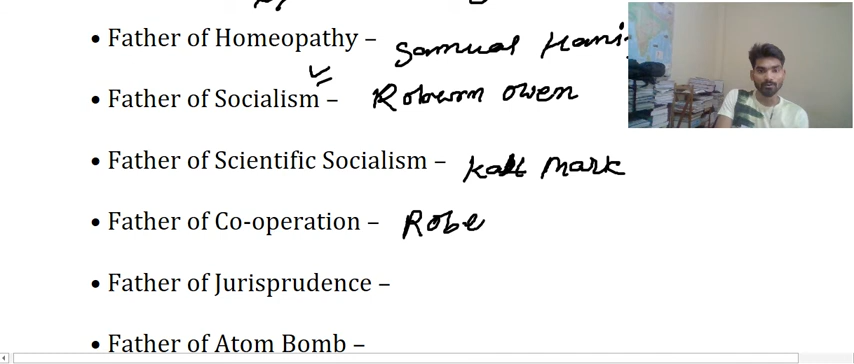 • Father of Homeopathy – Samual Hani
• Father of Socialism – Roberm Owen
• Father of Scientific Socialism – Kall mark
• Father of Co-operation – Robe
• Father of Jurisprudence –
• Father of Atom Bomb –